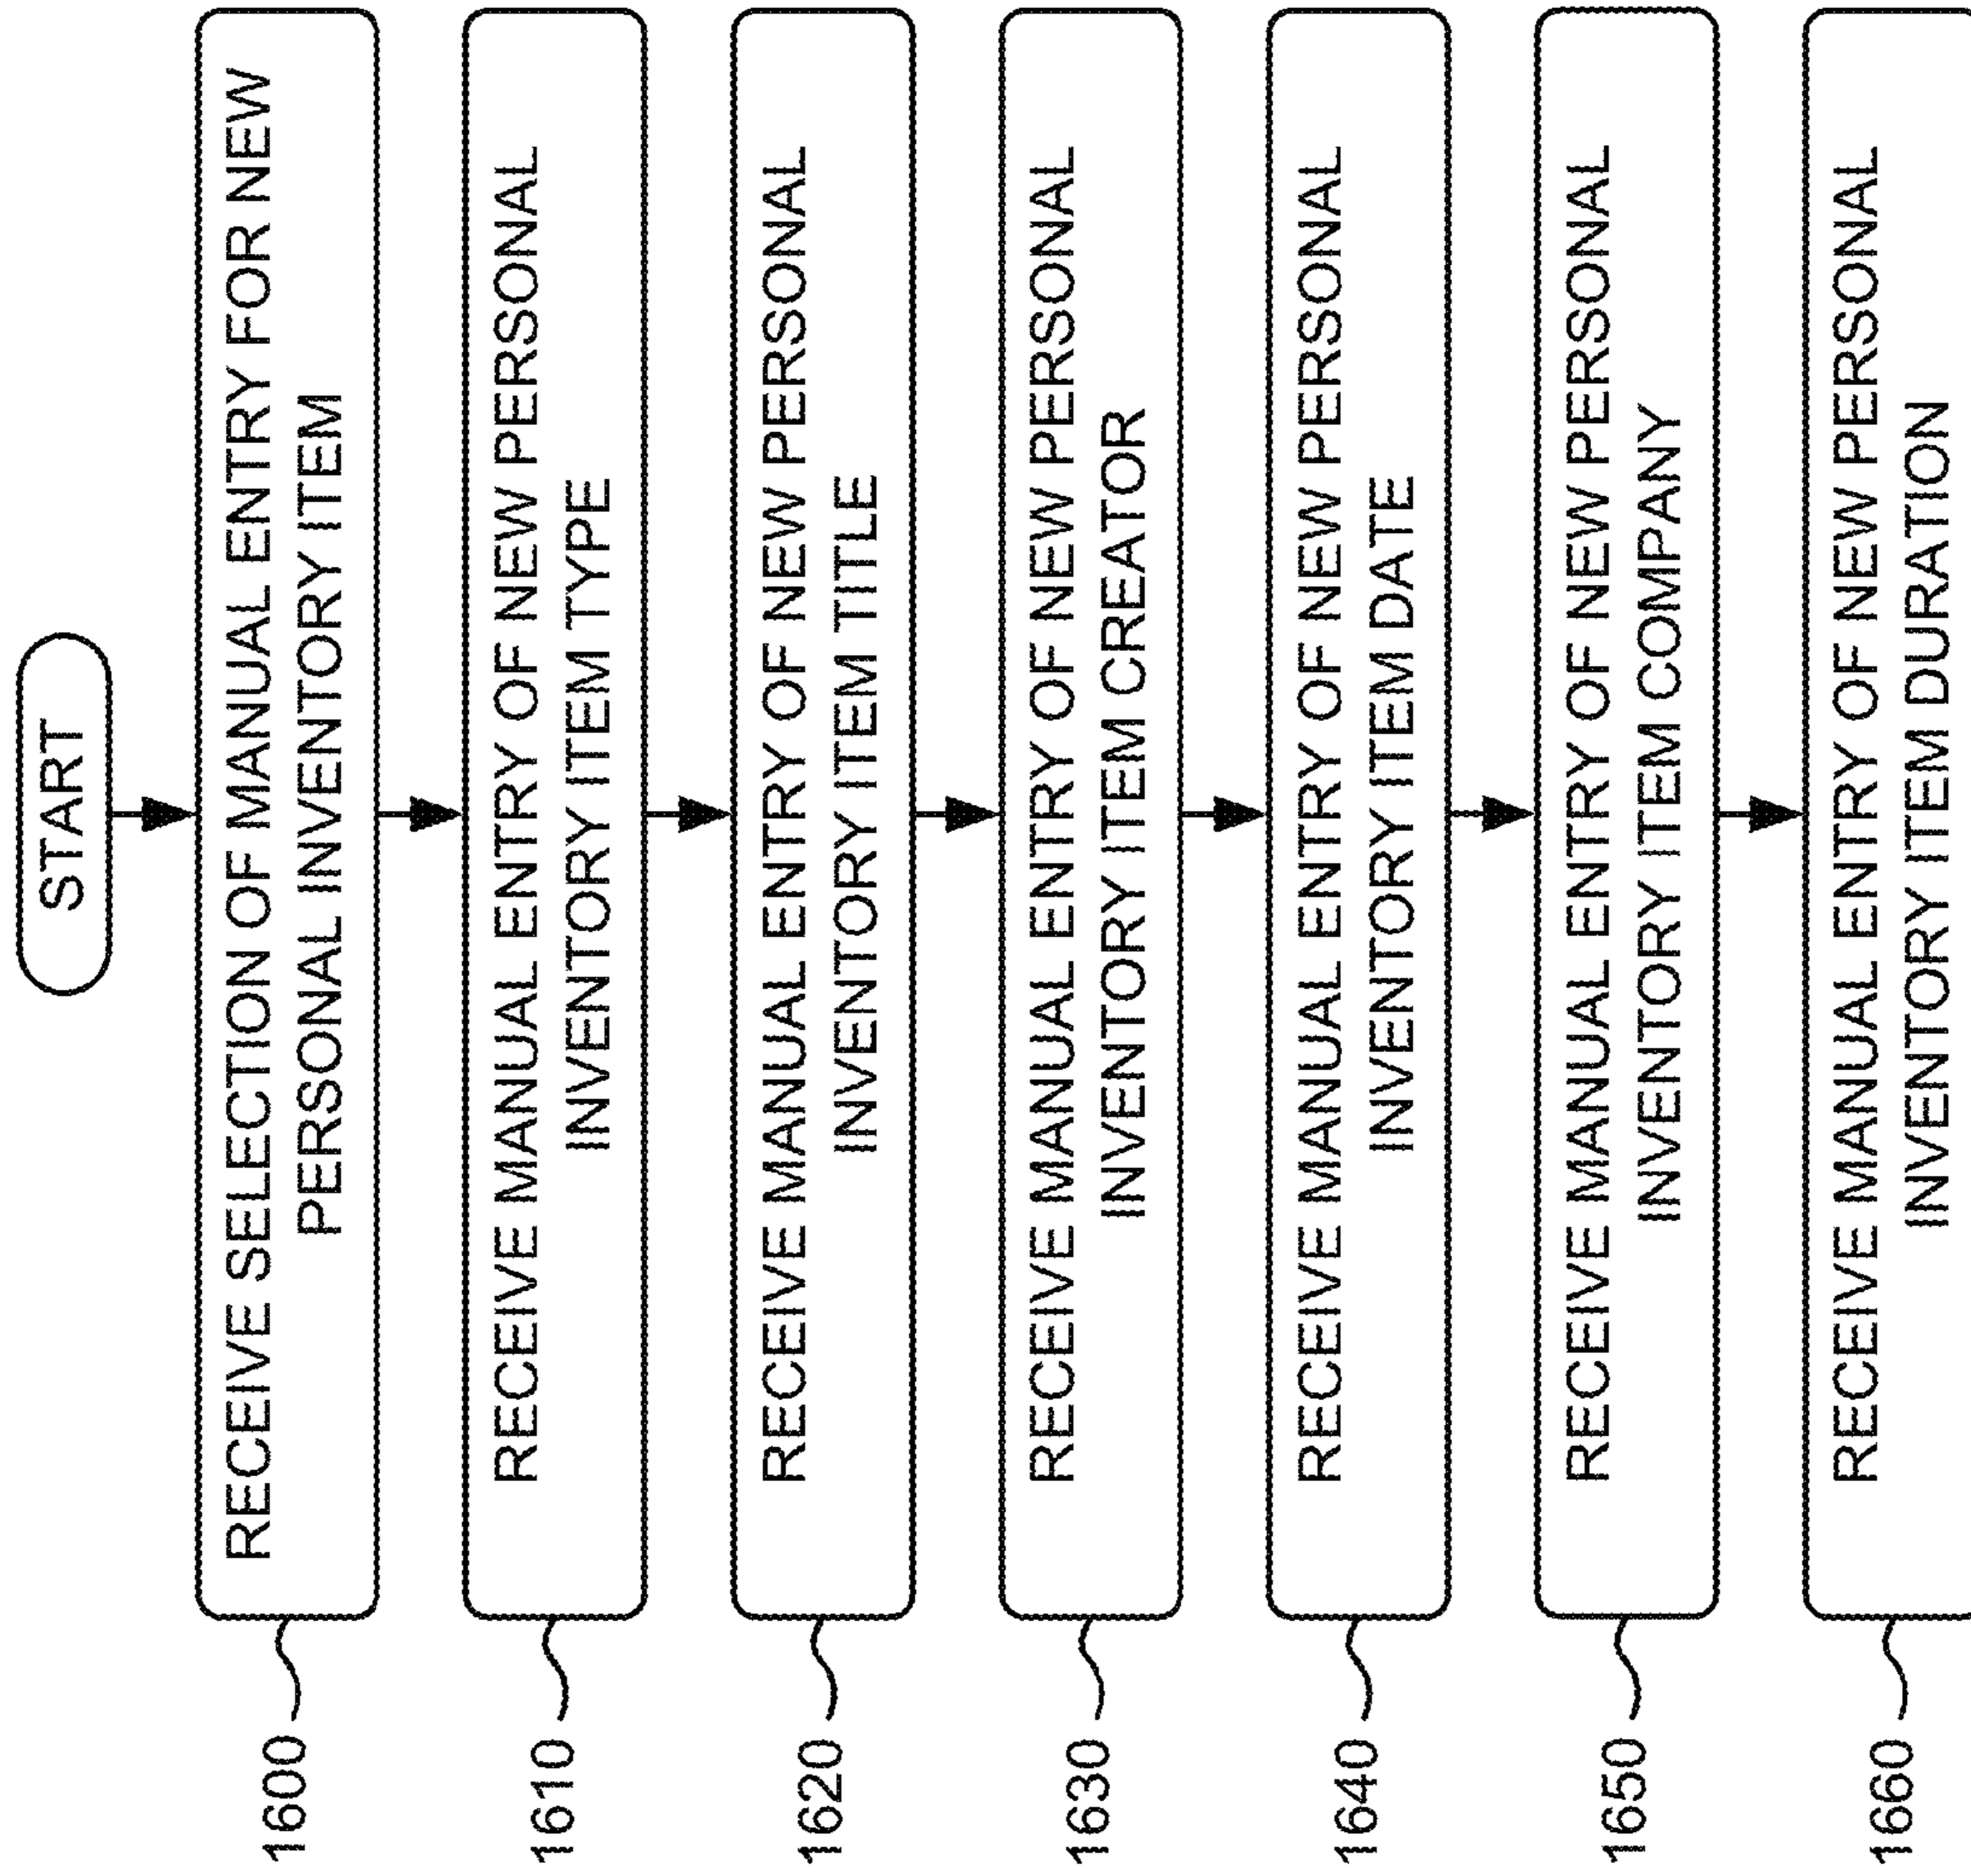 START
1600
RECEIVE SELECTION OF MANUAL ENTRY FOR NEW
PERSONAL INVENTORY ITEM
1610
RECEIVE MANUAL ENTRY OF NEW PERSONAL
INVENTORY ITEM TYPE
1620
RECEIVE MANUAL ENTRY OF NEW PERSONAL
INVENTORY ITEM TITLE
1630
RECEIVE MANUAL ENTRY OF NEW PERSONAL
INVENTORY ITEM CREATOR
1640
RECEIVE MANUAL ENTRY OF NEW PERSONAL
INVENTORY ITEM DATE
1650
RECEIVE MANUAL ENTRY OF NEW PERSONAL
INVENTORY ITEM COMPANY
1660
RECEIVE MANUAL ENTRY OF NEW PERSONAL
INVENTORY ITEM DURATION